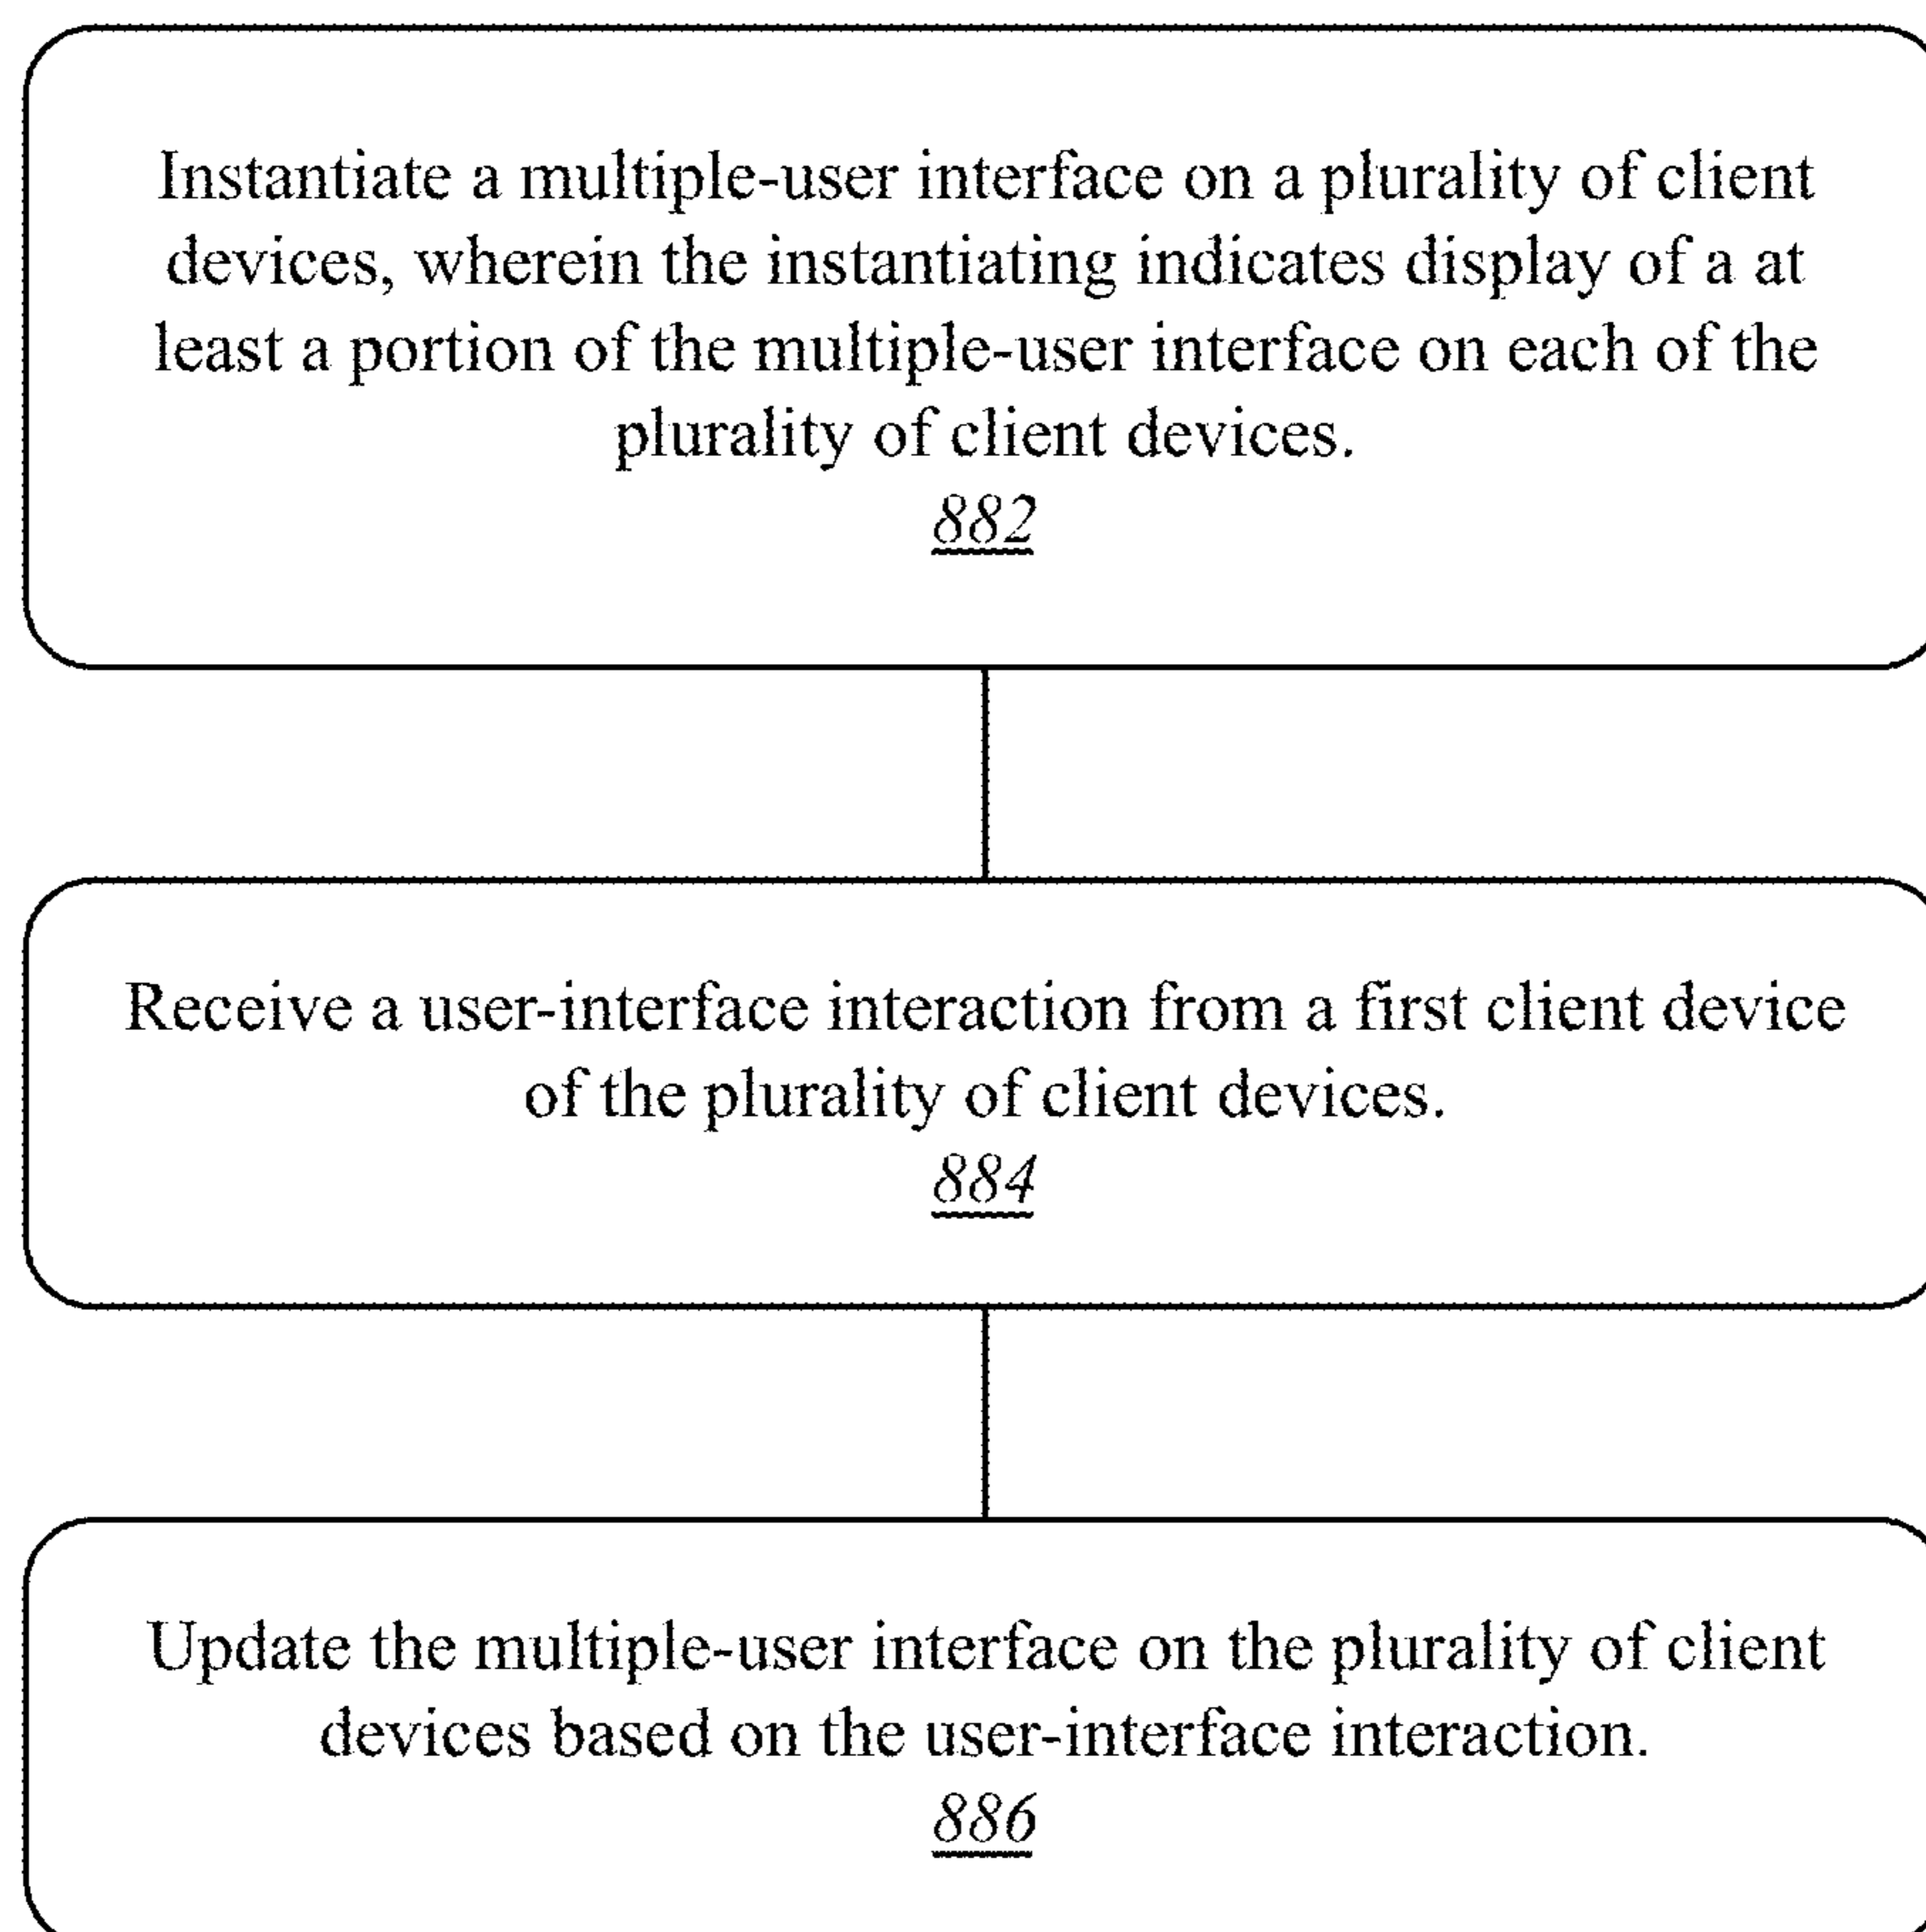 Instantiate a multiple-user interface on a plurality of client
devices, wherein the instantiating indicates display of a at
least a portion of the multiple-user interface on each of the
plurality of client devices.
882
Receive a user-interface interaction from a first client device
of the plurality of client devices.
884
Update the multiple-user interface on the plurality of client
devices based on the user-interface interaction.
886